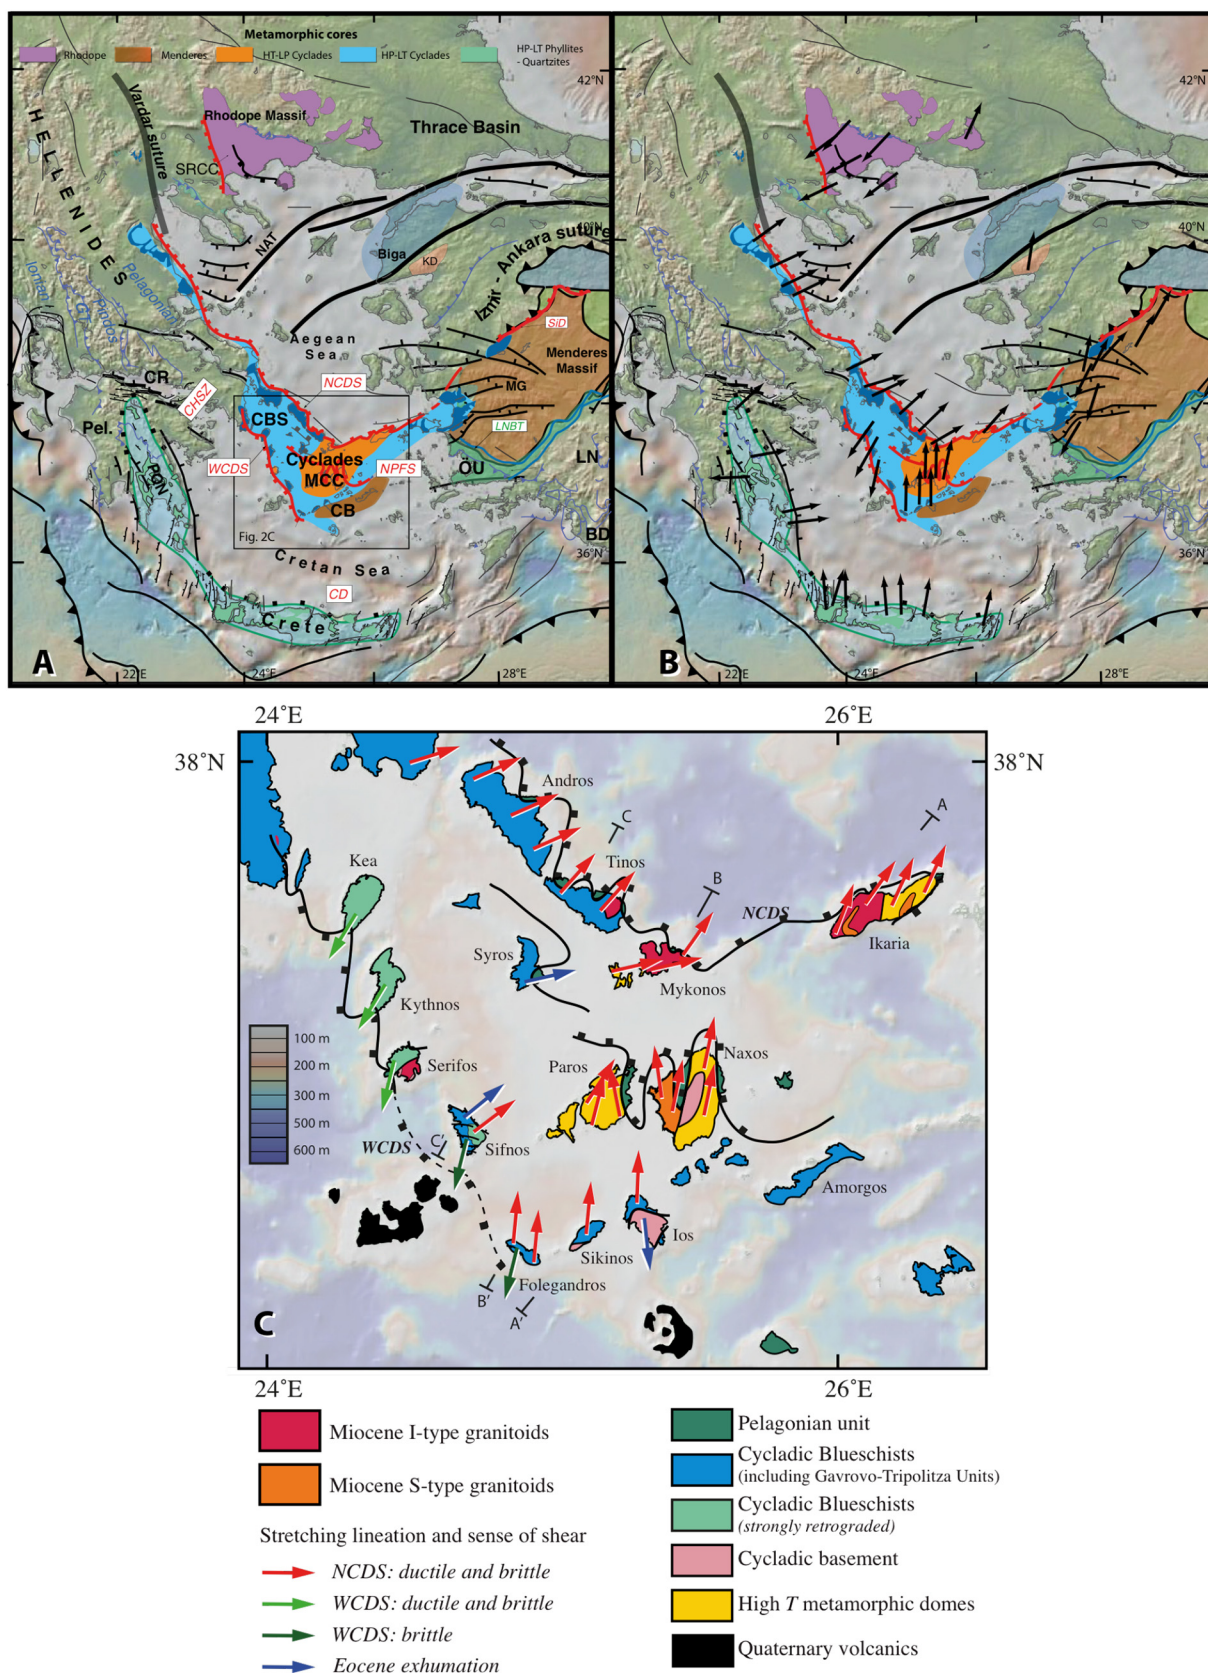 Metamorphic cores
Rhodope
Menderes
HT-LP Cyclades
HP-LT Cyclades
HP-LT Phyllites
- Quartzites
42°N
HELLENIDES
Vardar suture
Rhodope Massif
Thrace Basin
SRCC
NAT
Biga
KD
40°N
Izmir - Ankara suture
Ionian
GT
Pindos
Pelagonian
Aegean
Sea
SiD
Menderes
Massif
MG
CR
CHSZ
NCDS
CBS
Pel.
LNBT
WCDS
Cyclades
MCC
NPFS
ÖU
LN
PQN
CB
BD
Fig. 2C
36°N
Cretan Sea
CD
Crete
A
22°E
24°E
28°E
42°N
40°N
36°N
B
22°E
24°E
28°E
24°E
26°E
38°N
38°N
Andros
A
C
Tinos
Kea
B
NCDS
Ikaria
Syros
Mykonos
Kythnos
100 m
200 m
300 m
500 m
600 m
Serifos
Paros
Naxos
WCDS
C'
Sifnos
Amorgos
Ios
Sikinos
Folegandros
B'
A'
C
24°E
26°E
Miocene I-type granitoids
Miocene S-type granitoids
Stretching lineation and sense of shear
NCDS: ductile and brittle
WCDS: ductile and brittle
WCDS: brittle
Eocene exhumation
Pelagonian unit
Cycladic Blueschists
(including Gavrovo-Tripolitza Units)
Cycladic Blueschists
(strongly retrograded)
Cycladic basement
High T metamorphic domes
Quaternary volcanics